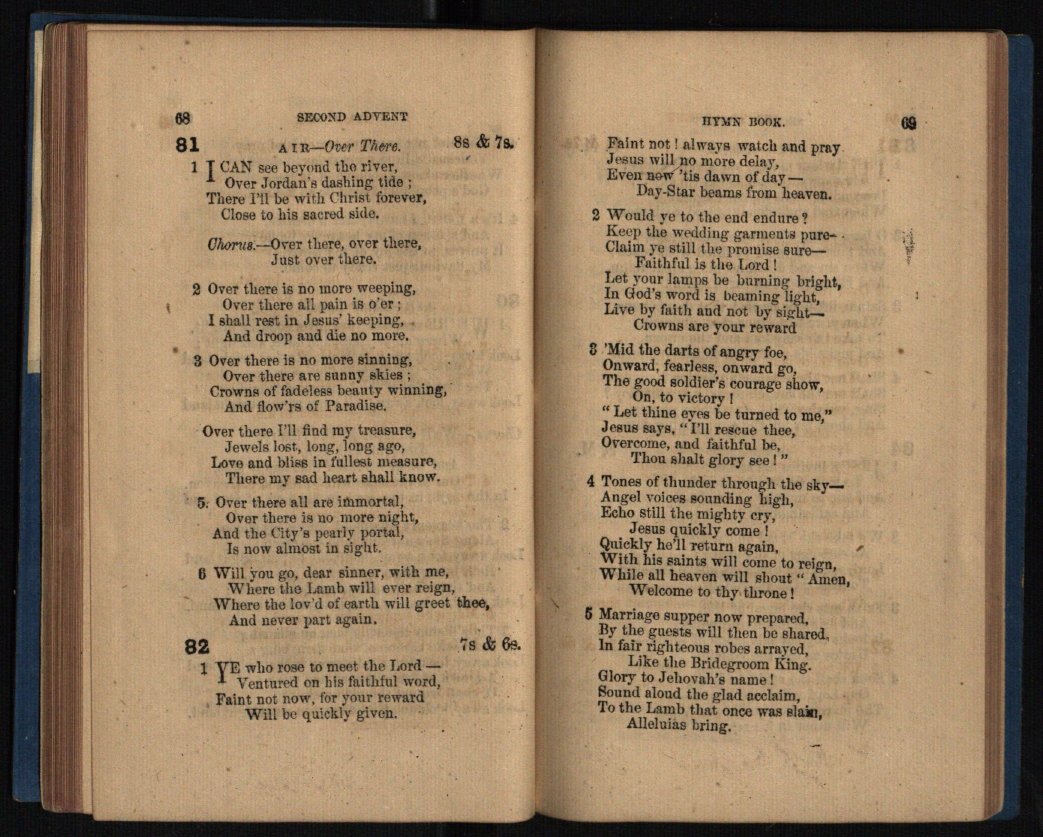 68
SECOND ADVENT
81
AIR—Over There.
8s & 7s.
1 I CAN see beyond the river,
Over Jordan's dashing tide ;
There I'll be with Christ forever,
Close to his sacred side.
Chorus.—Over there, over there,
Just over there.
2 Over there is no more weeping,
Over there all pain is o'er ;
I shall rest in Jesus' keeping,
And droop and die no more.
3 Over there is no more sinning,
Over there are sunny skies ;
Crowns of fadeless beauty winning,
And flow'rs of Paradise.
Over there I'll find my treasure,
Jewels lost, long, long ago,
Love and bliss in fullest measure,
There my sad heart shall know.
5. Over there all are immortal,
Over there is no more night,
And the City's pearly portal,
Is now almost in sight.
6 Will you go, dear sinner, with me,
Where the Lamb will ever reign,
Where the lov'd of earth will greet thee,
And never part again.
82
7s & 6s.
1 YE who rose to meet the Lord —
Ventured on his faithful word,
Faint not now, for your reward
Will be quickly given.
HYMN BOOK.
69
Faint not ! always watch and pray
Jesus will no more delay,
Even now 'tis dawn of day—
Day-Star beams from heaven.
2 Would ye to the end endure ?
Keep the wedding garments pure-
Claim ye still the promise sure—
Faithful is the Lord !
Let your lamps be burning bright,
In God's word is beaming light,
Live by faith and not by sight—
Crowns are your reward
3 'Mid the darts of angry foe,
Onward, fearless, onward go,
The good soldier's courage show,
On, to victory !
" Let thine eyes be turned to me,"
Jesus says, " I'll rescue thee,
Overcome, and faithful be,
Thou shalt glory see ! "
4 Tones of thunder through the sky—
Angel voices sounding high,
Echo still the mighty cry,
Jesus quickly come !
Quickly he'll return again,
With his saints will come to reign,
While all heaven will shout " Amen,
Welcome to thy throne !
5 Marriage supper now prepared,
By the guests will then be shared,
In fair righteous robes arrayed,
Like the Bridegroom King.
Glory to Jehovah's name !
Sound aloud the glad acclaim,
To the Lamb that once was slain,
Alleluias bring.